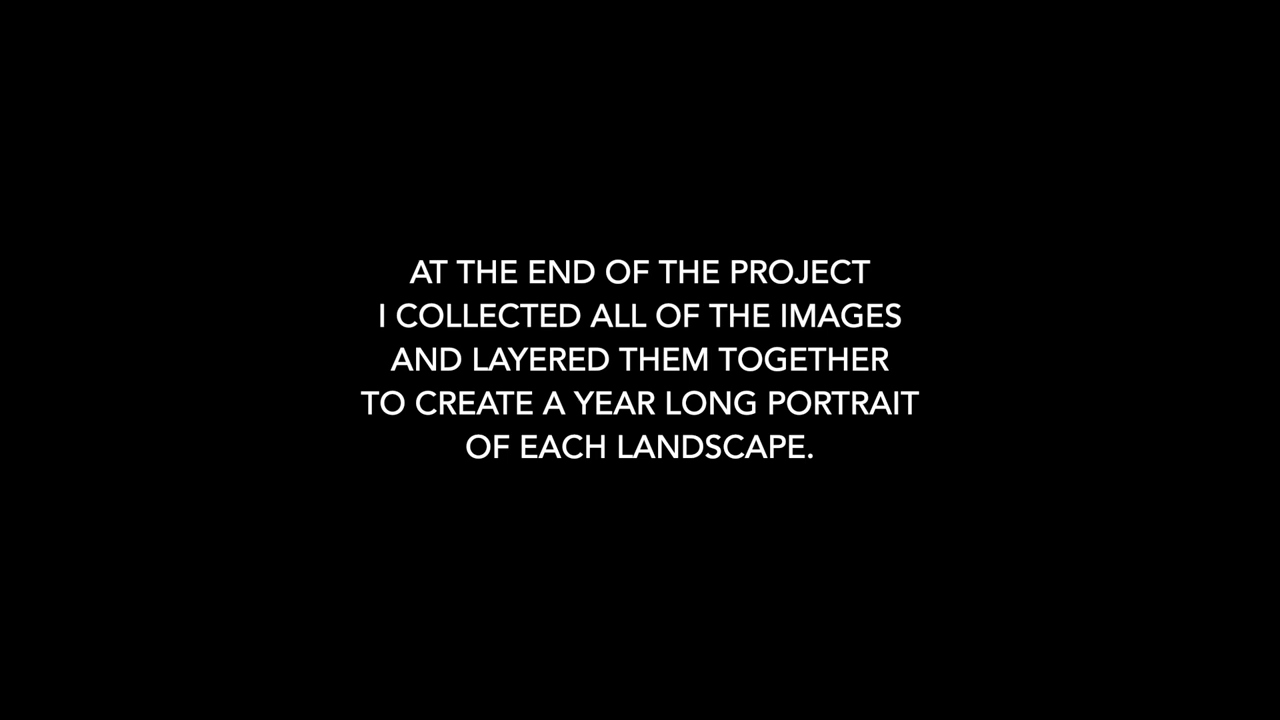 AT THE END OF THE PROJECT
I COLLECTED ALL OF THE IMAGES
AND LAYERED THEM TOGETHER
TO CREATE A YEAR LONG PORTRAIT
OF EACH LANDSCAPE.